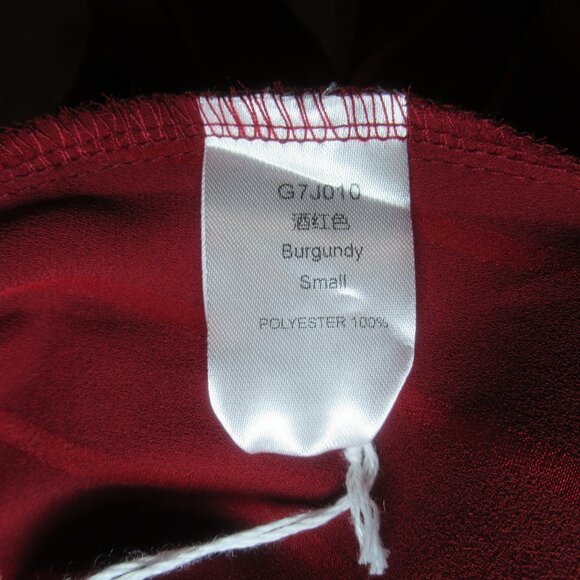 G7J010
酒红色
Burgundy
Small
POLYESTER 100%